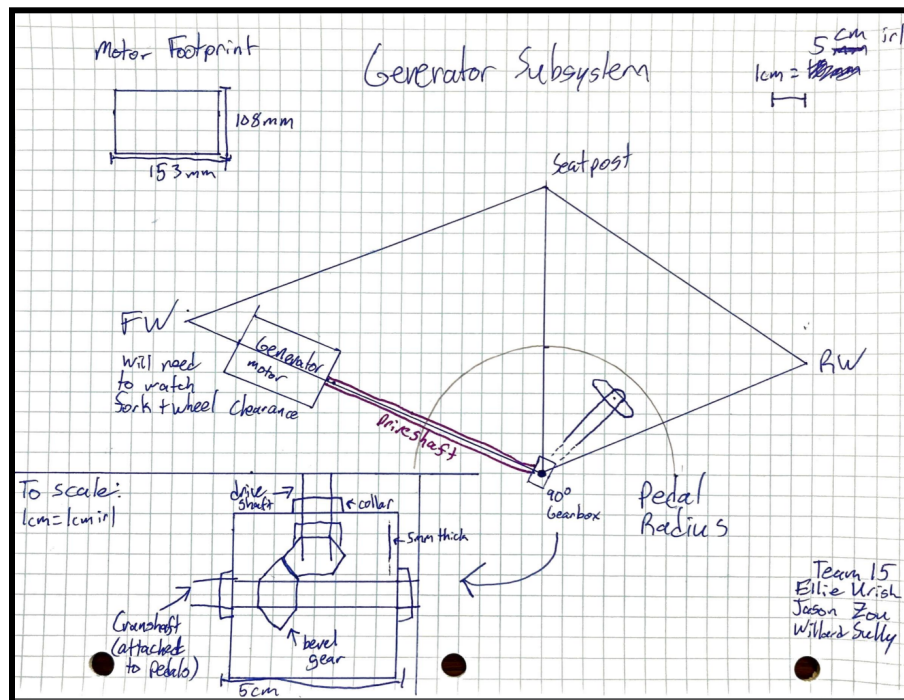 Motor Footprint
108mm
153mm
Generator Subsystem
5 cm irl
1cm =
Seatpost
FW
will need
to watch
fork + wheel clearance
Generator
motor
Driveshaft
RW
90°
Gearbox
Pedal
Radius
To scale:
1cm=1cm irl
drive
shaft
collar
5mm thick
Crankshaft
(attached
to pedals)
bevel
gear
5cm
Team 15
Ellie Urish
Jason Zou
Willard Sully